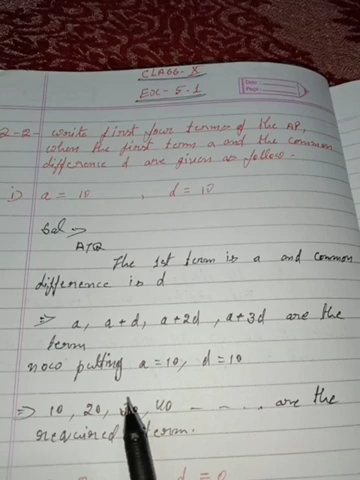 CLASS-X
EOC-5.1
Date :
Page :
Q-2- Write first four terms of the AP,
when the first term a and the common
difference d are given as follow-
i) a = 10 , d = 10
Sol →
ATQ
The 1st term is a and common
difference is d
⇒ a, a+d, a+2d, a+3d are the
term
now putting a=10, d=10
⇒ 10, 20, 40 - - . . are the
required term.
d = 0